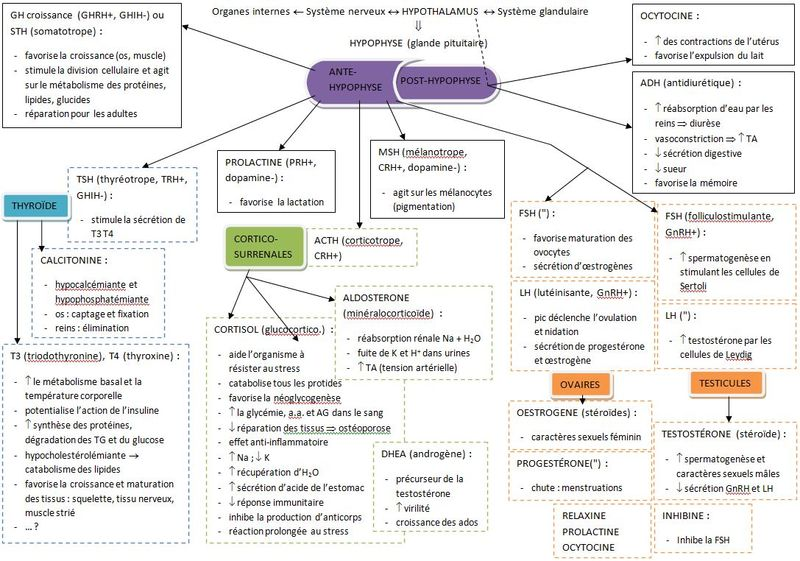 Organes internes ← Système nerveux ↔ HYPOTHALAMUS ↔ Système glandulaire
⇓
HYPOPHYSE (glande pituitaire)
ANTE-
HYPOPHYSE
POST-HYPOPHYSE
GH croissance (GHRH+, GHIH-) ou
STH (somatotrope) :
- favorise la croissance (os, muscle)
- stimule la division cellulaire et agit
sur le métabolisme des protéines,
lipides, glucides
- réparation pour les adultes
OCYTOCINE :
- ↑ des contractions de l'utérus
- favorise l'expulsion du lait
ADH (antidiurétique) :
- ↑ réabsorption d'eau par les
reins ⇒ diurèse
- vasoconstriction ⇒ ↑ TA
- ↓ sécrétion digestive
- ↓ sueur
- favorise la mémoire
TSH (thyréotrope, TRH+,
GHIH-) :
- stimule la sécrétion de
T3 T4
PROLACTINE (PRH+,
dopamine-) :
- favorise la lactation
MSH (mélanotrope,
CRH+, dopamine-) :
- agit sur les mélanocytes
(pigmentation)
ACTH (corticotrope,
CRH+)
THYROÏDE
CALCITONINE :
- hypocalcémiante et
hypophosphatémiante
- os : captage et fixation
- reins : élimination
T3 (triodothyronine), T4 (thyroxine) :
- ↑ le métabolisme basal et la
température corporelle
- potentialise l'action de l'insuline
- ↑ synthèse des protéines,
dégradation des TG et du glucose
- hypocholestérolémiante →
catabolisme des lipides
- favorise la croissance et maturation
des tissus : squelette, tissu nerveux,
muscle strié
- … ?
CORTICO-
SURRENALES
CORTISOL (glucocortico.) :
- aide l'organisme à
résister au stress
- catabolise tous les protides
- favorise la néoglycogenèse
- ↑ la glycémie, a.a. et AG dans le sang
- ↓ réparation des tissus ⇒ ostéoporose
- effet anti-inflammatoire
- ↑ Na ; ↓ K
- ↑ récupération d'H₂O
- ↑ sécrétion d'acide de l'estomac
- ↓ réponse immunitaire
- inhibe la production d'anticorps
- réaction prolongée au stress
ALDOSTERONE
(minéralocorticoïde) :
- réabsorption rénale Na + H₂O
- fuite de K et H⁺ dans urines
- ↑ TA (tension artérielle)
DHEA (androgène) :
- précurseur de la
testostérone
- ↑ virilité
- croissance des ados
FSH (") :
- favorise maturation des
ovocytes
- sécrétion d'œstrogènes
LH (lutéinisante, GnRH+) :
- pic déclenche l'ovulation
et nidation
- sécrétion de progestérone
et œstrogène
FSH (folliculostimulante,
GnRH+) :
- ↑ spermatogenèse en
stimulant les cellules de
Sertoli
LH (") :
- ↑ testostérone par les
cellules de Leydig
OVAIRES
OESTROGENE (stéroïdes) :
- caractères sexuels féminin
PROGESTÉRONE(") :
- chute : menstruations
RELAXINE
PROLACTINE
OCYTOCINE
TESTICULES
TESTOSTÉRONE (stéroïde) :
- ↑ spermatogenèse et
caractères sexuels mâles
- ↓ sécrétion GnRH et LH
INHIBINE :
- Inhibe la FSH